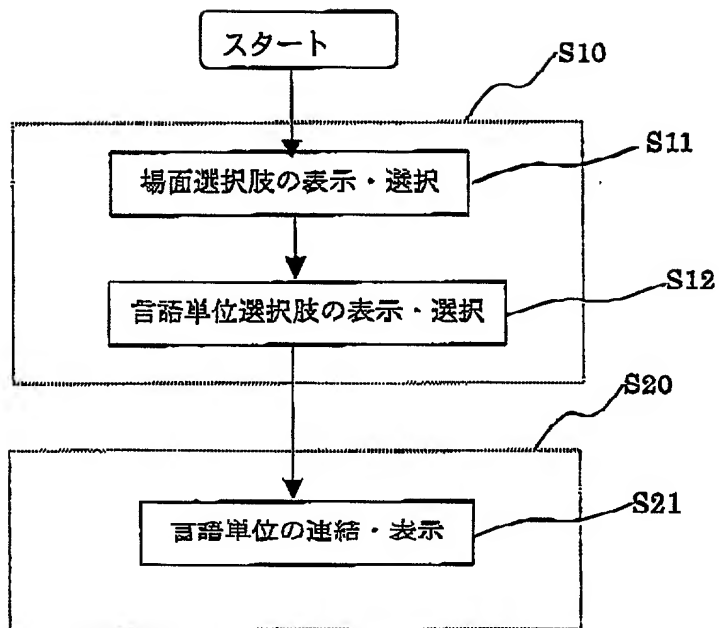 スタート
S10
S11
場面選択肢の表示・選択
S12
言語単位選択肢の表示・選択
S20
S21
言語単位の連結・表示